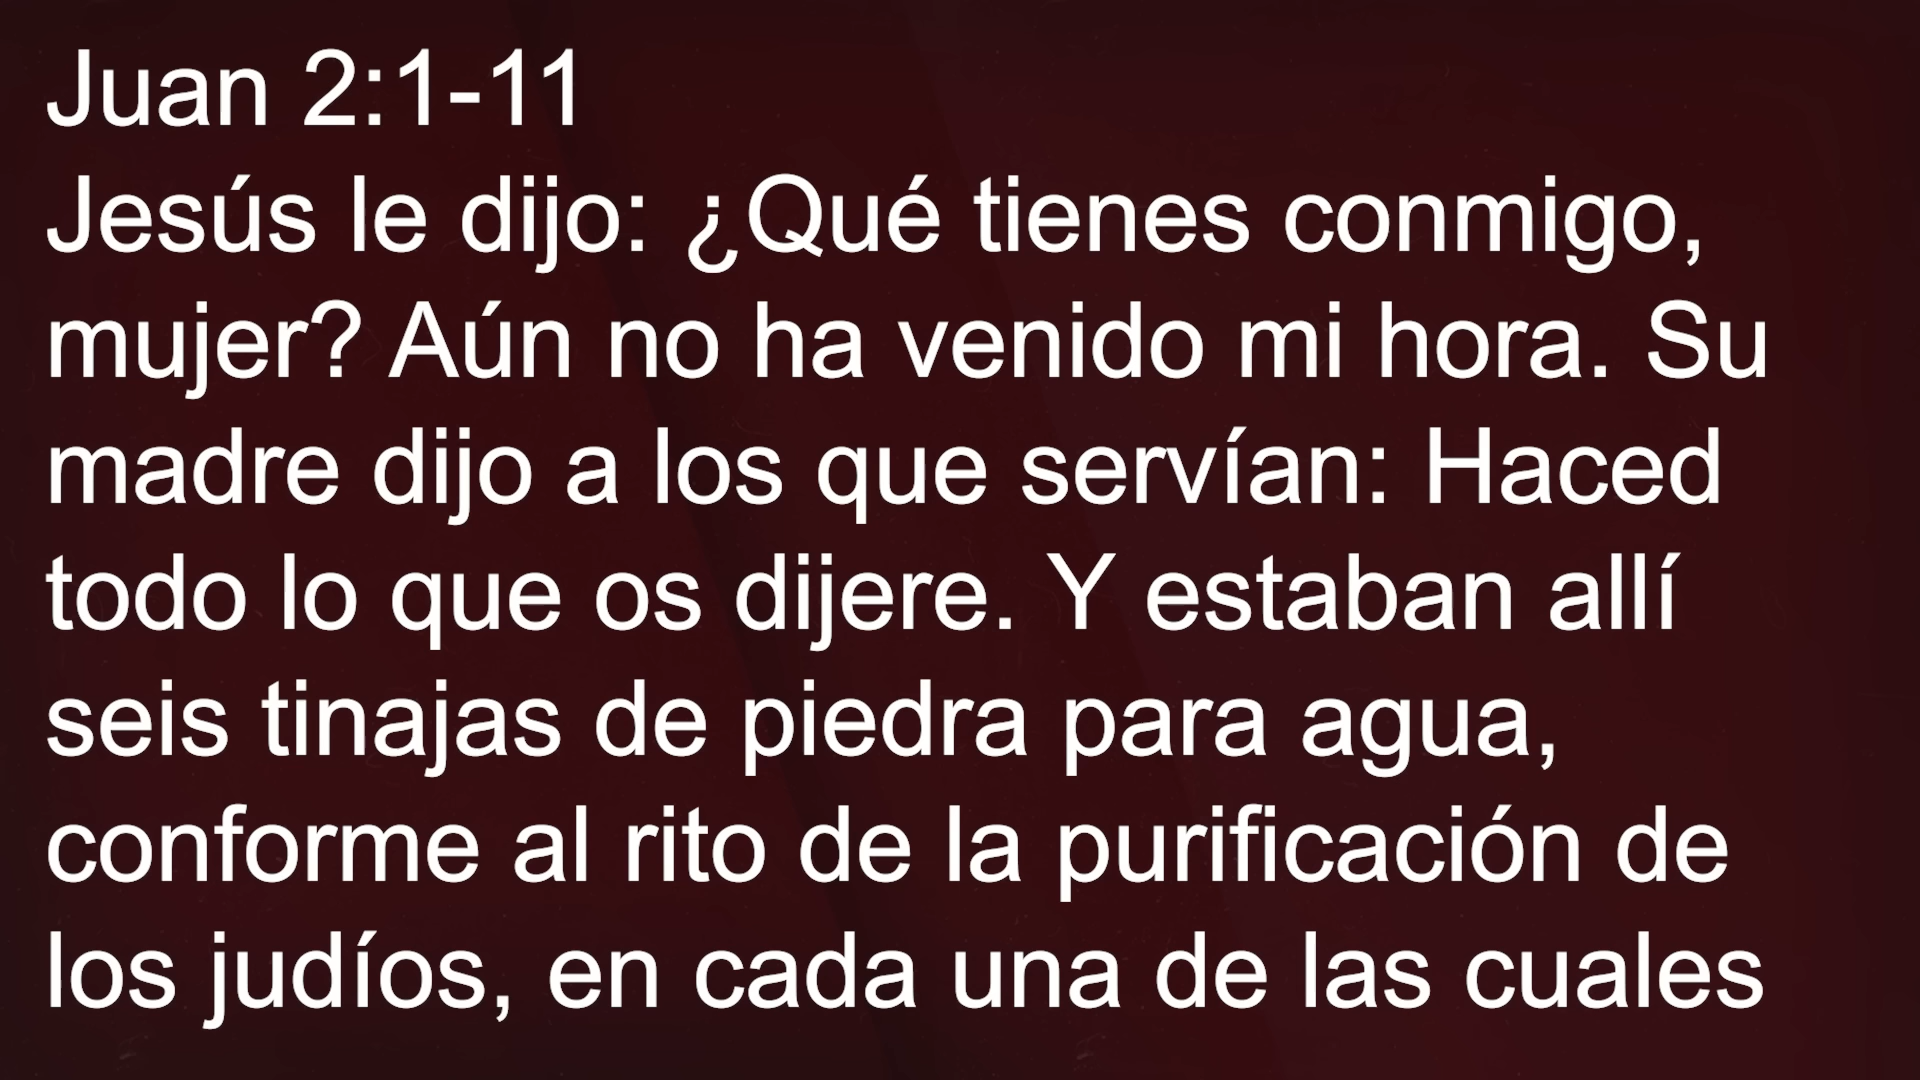 Juan 2:1-11
Jesús le dijo: ¿Qué tienes conmigo,
mujer? Aún no ha venido mi hora. Su
madre dijo a los que servían: Haced
todo lo que os dijere. Y estaban allí
seis tinajas de piedra para agua,
conforme al rito de la purificación de
los judíos, en cada una de las cuales